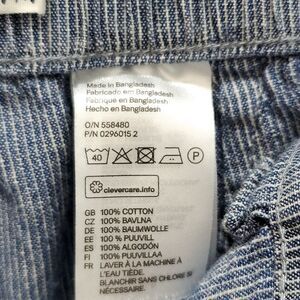 Made in Bangladesh
Fabricado em Bangladesh
Fabriqué en Bangladesh
Hecho en Bangladesh
O/N 558480
P/N 0296015 2
40
P
clevercare.info
GB 100% COTTON
CZ 100% BAVLNA
DE 100% BAUMWOLLE
EE 100% PUUVILL
ES 100% ALGODÓN
FI 100% PUUVILLAA
FR LAVER À LA MACHINE À
L'EAU TIÈDE.
BLANCHIR SANS CHLORE SI
NÉCESSAIRE.